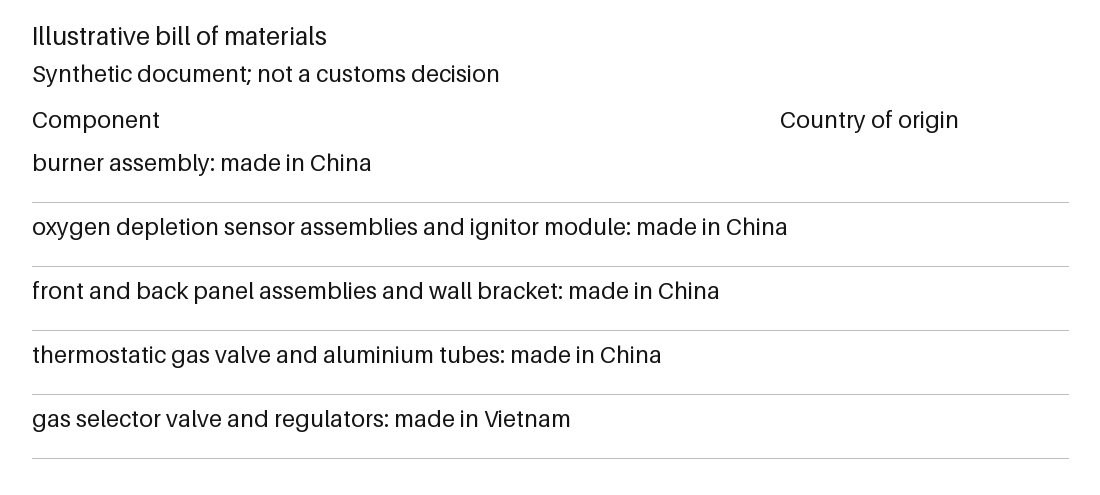 Illustrative bill of materials
Synthetic document; not a customs decision
Component Country of origin
burner assembly: made in China
oxygen depletion sensor assemblies and ignitor module: made in China
front and back panel assemblies and wall bracket: made in China
thermostatic gas valve and aluminium tubes: made in China
gas selector valve and regulators: made in Vietnam